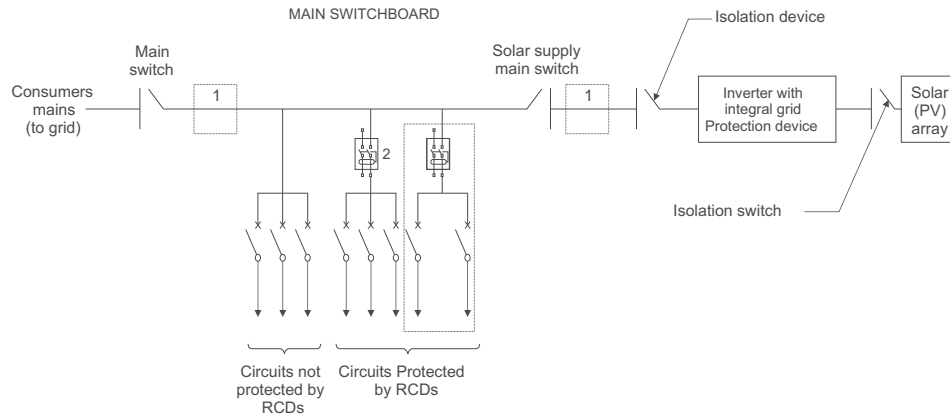 MAIN SWITCHBOARD
Isolation device
Main
switch
Solar supply
main switch
Consumers
mains
(to grid)
1
1
Inverter with
integral grid
Protection device
Solar
(PV)
array
2
Isolation switch
Circuits not
protected by
RCDs
Circuits Protected
by RCDs